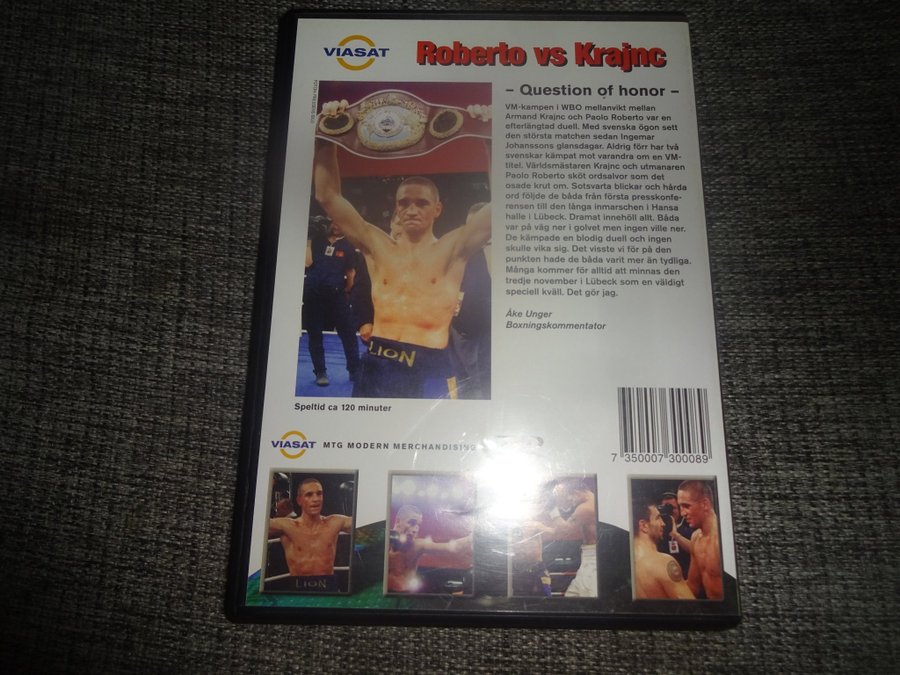 VIASAT
Roberto vs Krajnc
– Question of honor –
VM-kampen i WBO mellanvikt mellan
Armand Krajnc och Paolo Roberto var en
efterlängtad duell. Med svenska ögon sett
den största matchen sedan Ingemar
Johanssons glansdagar. Aldrig förr har två
svenskar kämpat mot varandra om en VM-
titel. Världsmästaren Krajnc och utmanaren
Paolo Roberto sköt ordsalvor som det
osade krut om. Sotsvarta blickar och hårda
ord följde de båda från första presskonfe-
rensen till den långa inmarschen i Hansa
halle i Lübeck. Dramat innehöll allt. Båda
var på väg ner i golvet men ingen ville ner.
De kämpade en blodig duell och ingen
skulle vika sig. Det visste vi för på den
punkten hade de båda varit mer än tydliga.
Många kommer för alltid att minnas den
tredje november i Lübeck som en väldigt
speciell kväll. Det gör jag.
Åke Unger
Boxningskommentator
LION
Speltid ca 120 minuter
VIASAT
MTG MODERN MERCHANDISING
7 350007 300089
LION